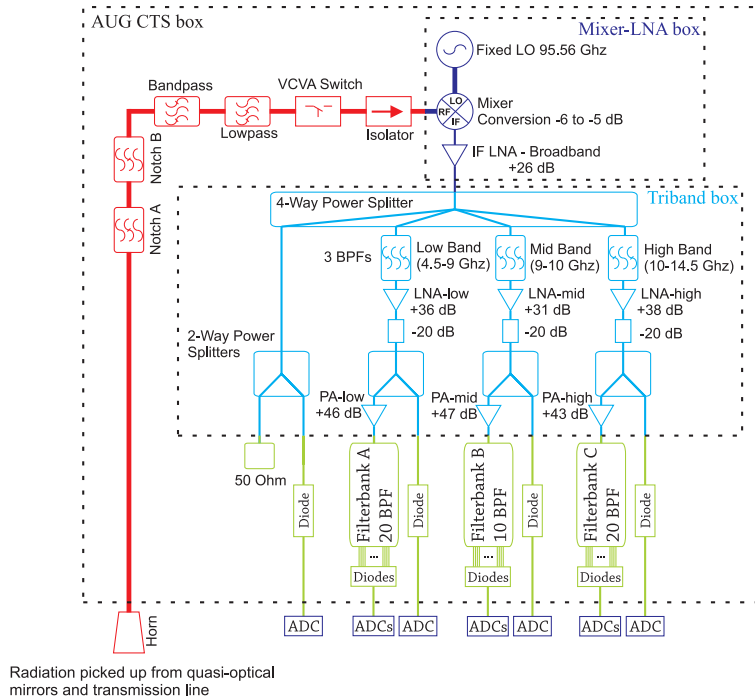 AUG CTS box
Mixer-LNA box
Fixed LO 95.56 Ghz
Bandpass
VCVA Switch
Lowpass
Isolator
LO
RF
IF
Mixer
Conversion -6 to -5 dB
IF LNA - Broadband
+26 dB
Notch B
Notch A
Triband box
4-Way Power Splitter
3 BPFs
Low Band
(4.5-9 Ghz)
Mid Band
(9-10 Ghz)
High Band
(10-14.5 Ghz)
LNA-low
+36 dB
LNA-mid
+31 dB
LNA-high
+38 dB
-20 dB
-20 dB
-20 dB
2-Way Power
Splitters
PA-low
+46 dB
PA-mid
+47 dB
PA-high
+43 dB
50 Ohm
Diode
Filterbank A
20 BPF
Diode
Filterbank B
10 BPF
Diode
Filterbank C
20 BPF
Diode
...
...
...
Diodes
Diodes
Diodes
ADC
ADCs
ADC
ADCs
ADC
ADCs
ADC
Horn
Radiation picked up from quasi-optical
mirrors and transmission line